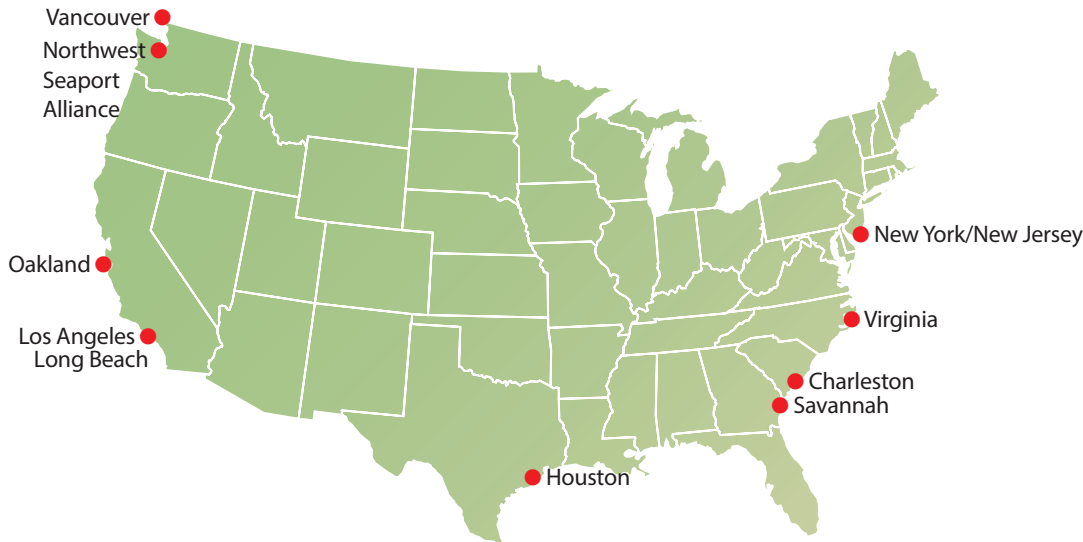 Vancouver
Northwest
Seaport
Alliance
New York/New Jersey
Oakland
Virginia
Los Angeles
Long Beach
Charleston
Savannah
Houston